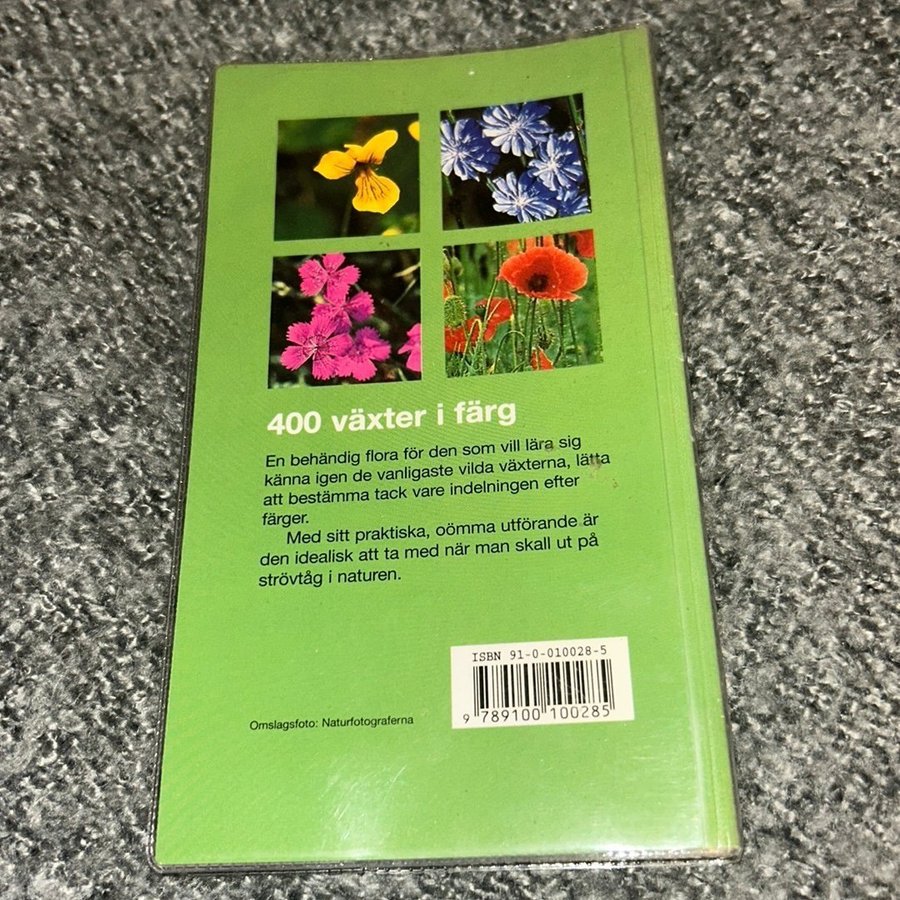 400 växter i färg
En behändig flora för den som vill lära sig
känna igen de vanligaste vilda växterna, lätta
att bestämma tack vare indelningen efter
färger.
Med sitt praktiska, oömma utförande är
den idealisk att ta med när man skall ut på
strövtåg i naturen.
ISBN 91-0-010028-5
9 789100 100285
Omslagsfoto: Naturfotograferna